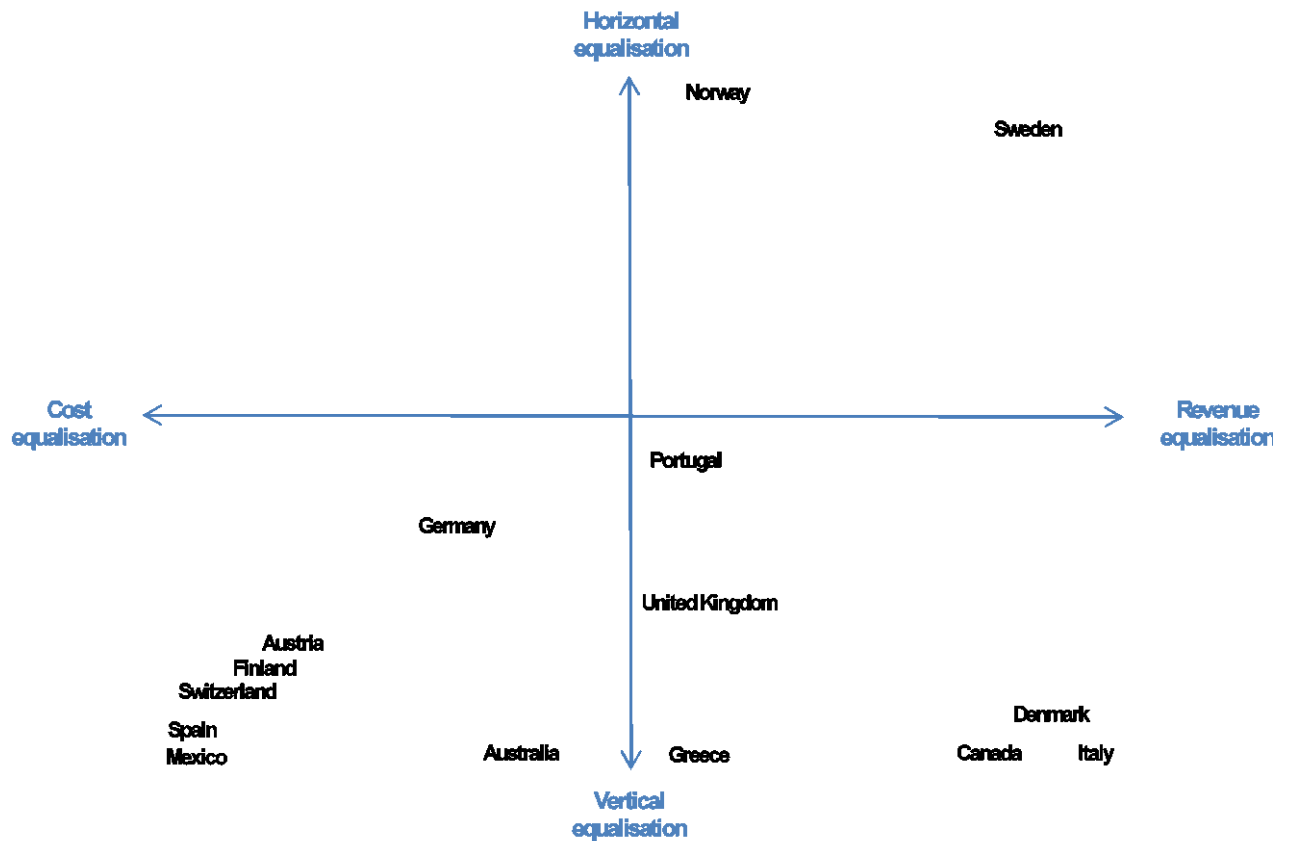 Horizontal
equalisation
Norway
Sweden
Cost
equalisation
Revenue
equalisation
Portugal
Germany
United Kingdom
Austria
Finland
Switzerland
Spain
Denmark
Mexico
Australia
Greece
Canada
Italy
Vertical
equalisation